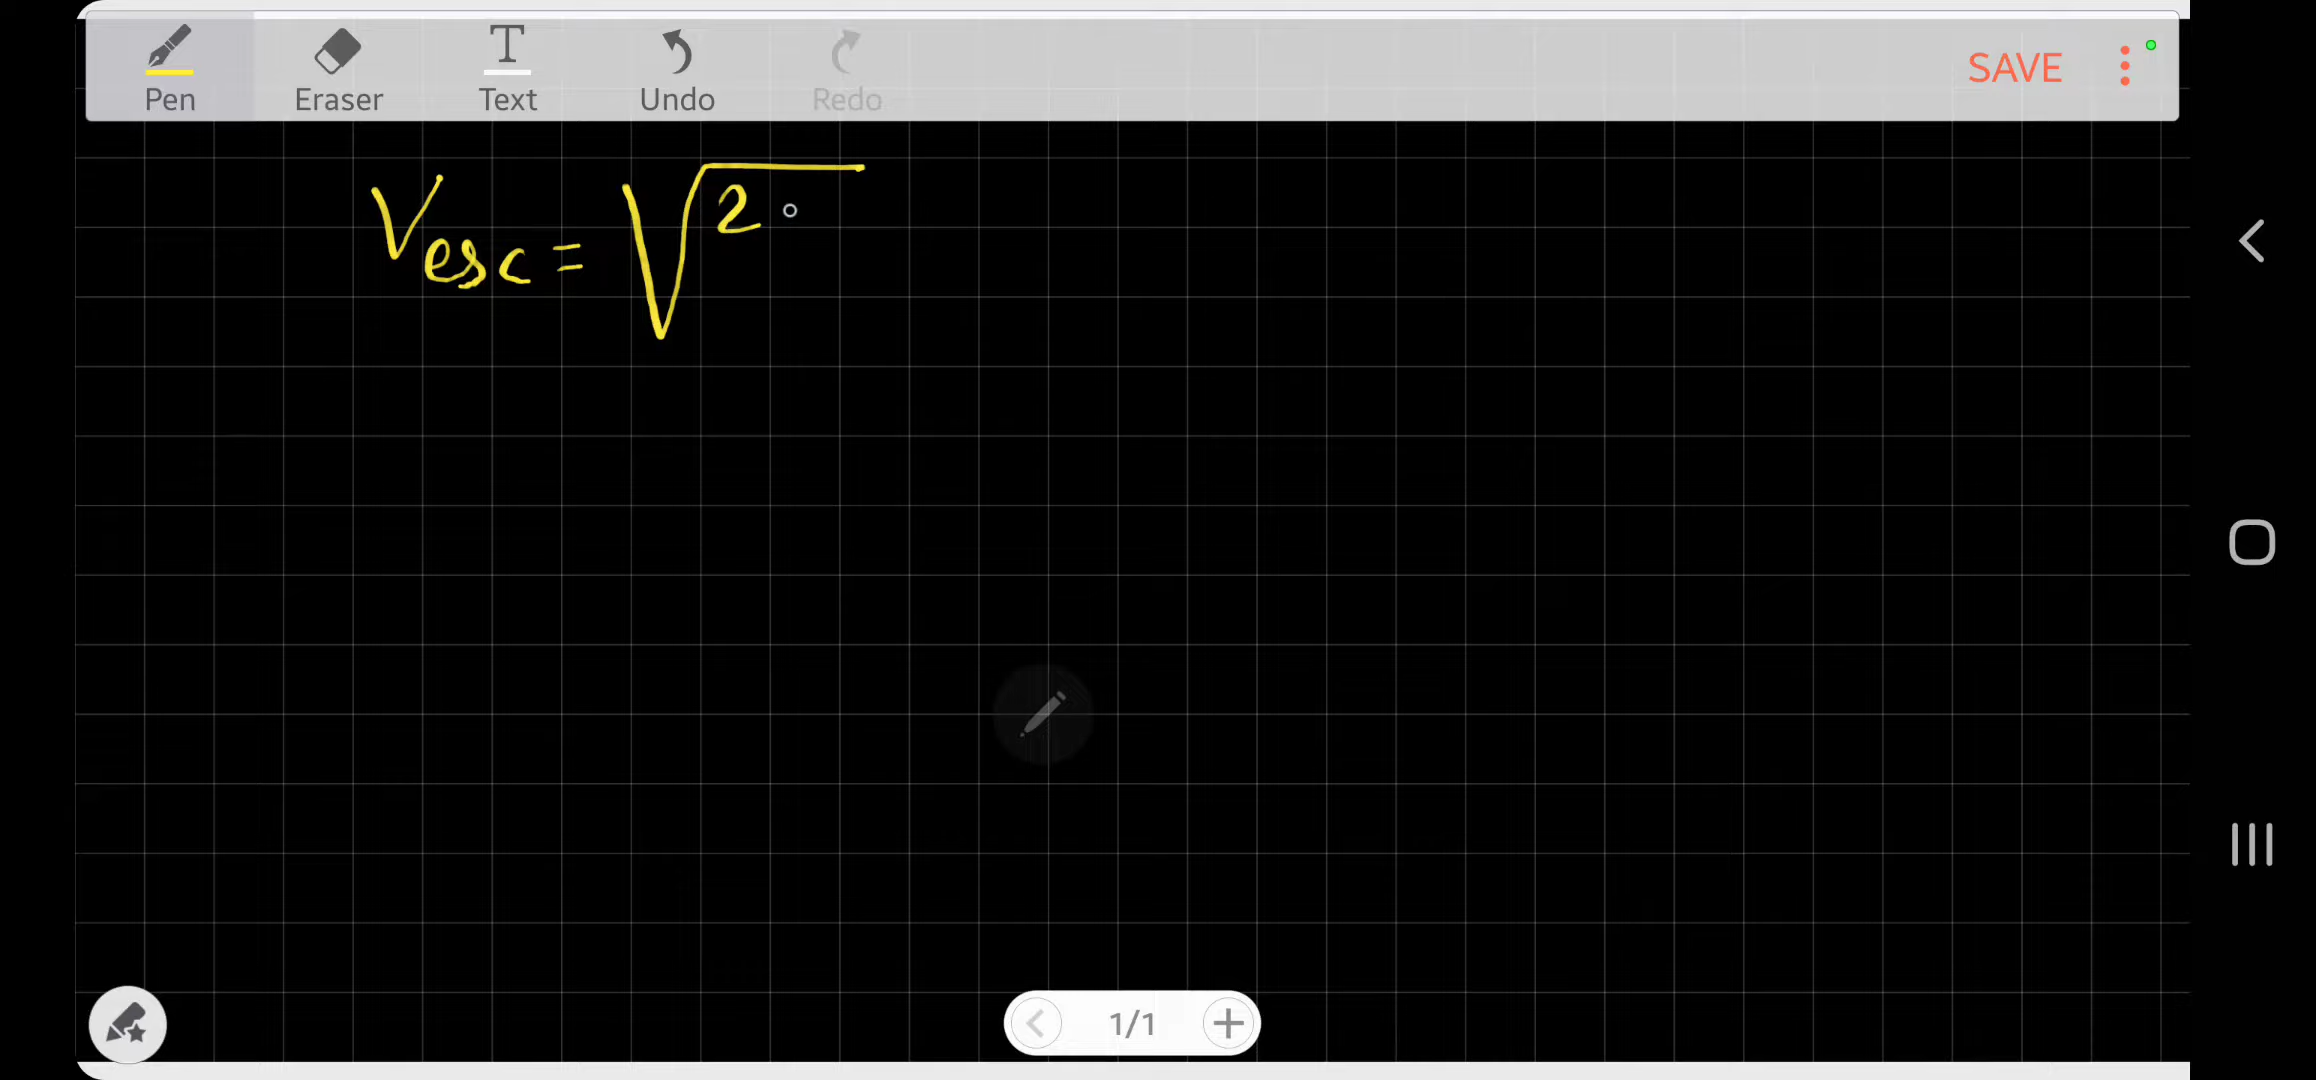 Pen Eraser Text Undo Redo SAVE
Vesc = √2
1/1